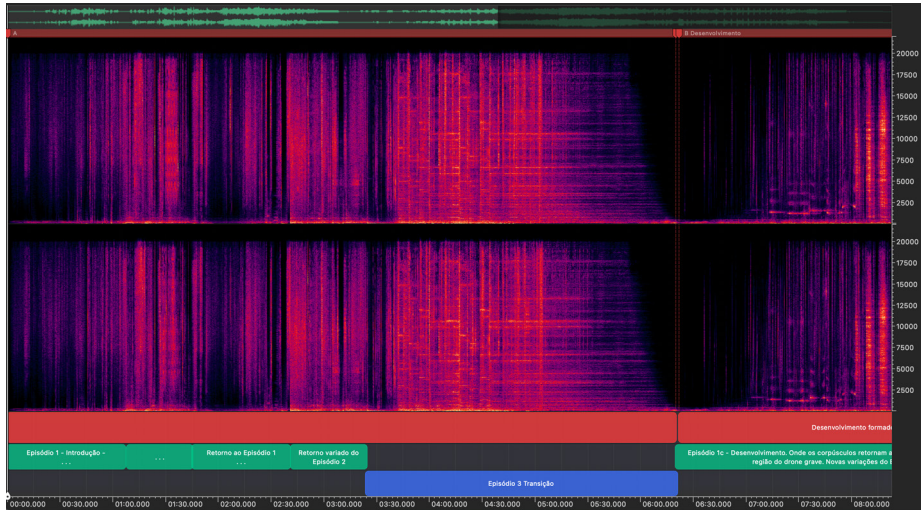 A
B Desenvolvimento
20000
17500
15000
12500
10000
7500
5000
2500
20000
17500
15000
12500
10000
7500
5000
2500
Desenvolvimento formad
Episódio 1 - Introdução -
. . .
. . .
Retorno ao Episódio 1
. . .
Retorno variado do
Episódio 2
Episódio 1c - Desenvolvimento. Onde os corpúsculos retornam a
região do drone grave. Novas variações do
Episódio 3 Transição
00:00.000 00:30.000 01:00.000 01:30.000 02:00.000 02:30.000 03:00.000 03:30.000 04:00.000 04:30.000 05:00.000 05:30.000 06:00.000 06:30.000 07:00.000 07:30.000 08:00.000